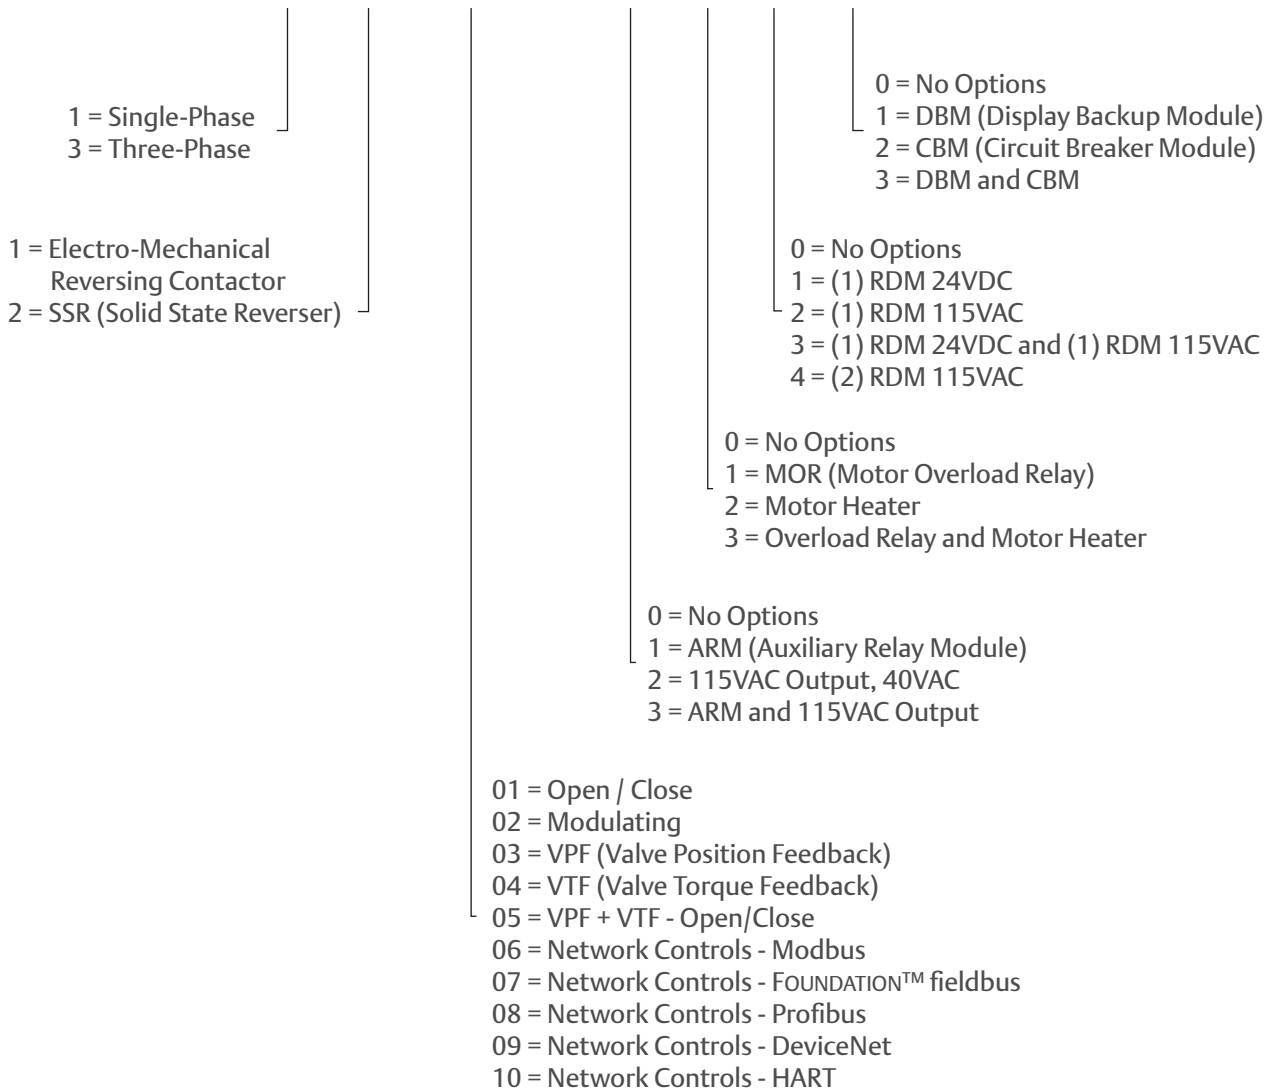 1 = Single-Phase
3 = Three-Phase
1 = Electro-Mechanical
Reversing Contactor
2 = SSR (Solid State Reverser)
0 = No Options
1 = DBM (Display Backup Module)
2 = CBM (Circuit Breaker Module)
3 = DBM and CBM
0 = No Options
1 = (1) RDM 24VDC
2 = (1) RDM 115VAC
3 = (1) RDM 24VDC and (1) RDM 115VAC
4 = (2) RDM 115VAC
0 = No Options
1 = MOR (Motor Overload Relay)
2 = Motor Heater
3 = Overload Relay and Motor Heater
0 = No Options
1 = ARM (Auxiliary Relay Module)
2 = 115VAC Output, 40VAC
3 = ARM and 115VAC Output
01 = Open / Close
02 = Modulating
03 = VPF (Valve Position Feedback)
04 = VTF (Valve Torque Feedback)
05 = VPF + VTF - Open/Close
06 = Network Controls - Modbus
07 = Network Controls - FOUNDATION™ fieldbus
08 = Network Controls - Profibus
09 = Network Controls - DeviceNet
10 = Network Controls - HART